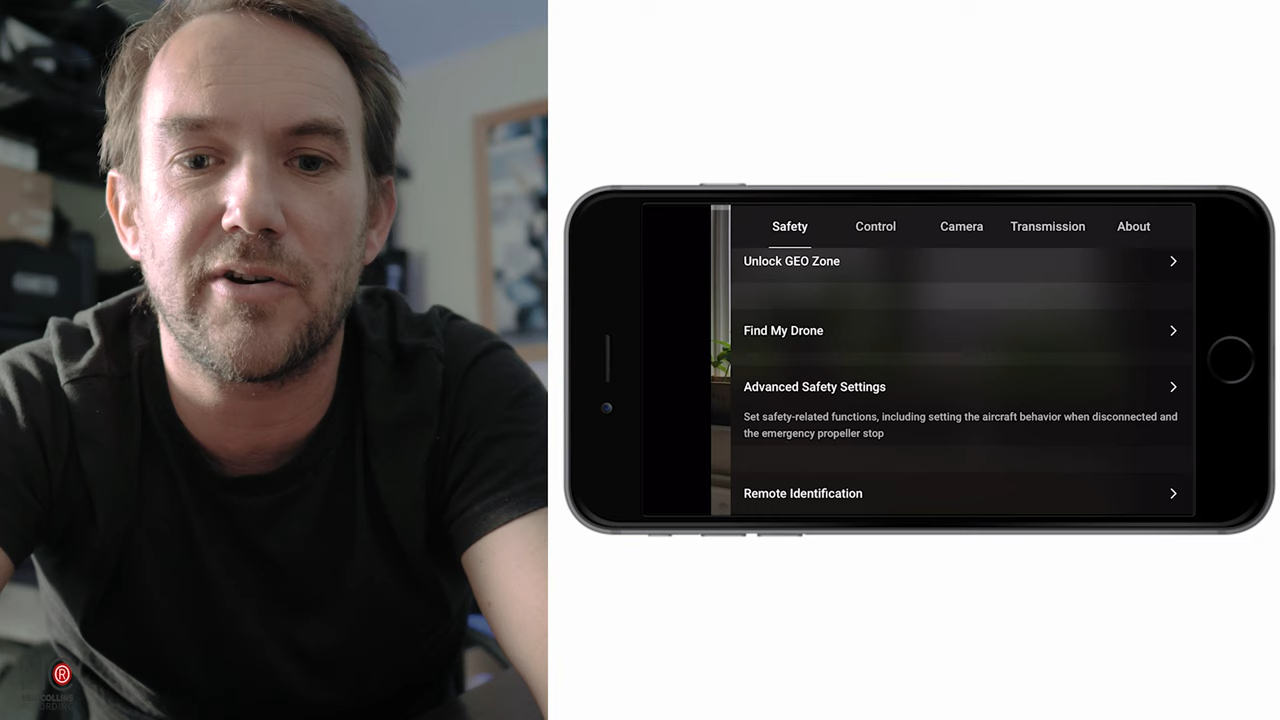 Safety Control Camera Transmission About
Unlock GEO Zone
Find My Drone
Advanced Safety Settings
Set safety-related functions, including setting the aircraft behavior when disconnected and
the emergency propeller stop
Remote Identification
R
COLLINS